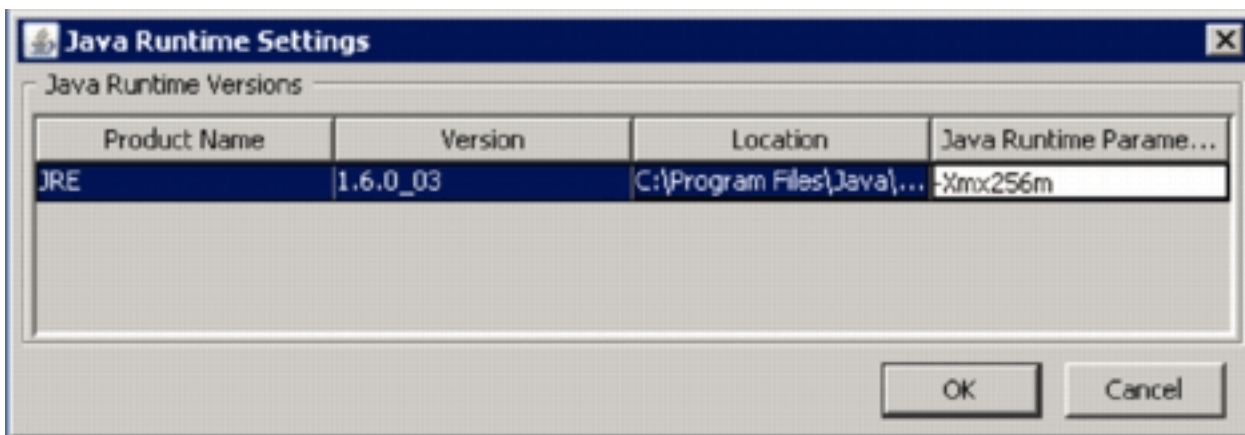 Java Runtime Settings
Java Runtime Versions
Product Name Version Location Java Runtime Parame...
JRE 1.6.0_03 C:\Program Files\Java\... -Xmx256m
OK Cancel